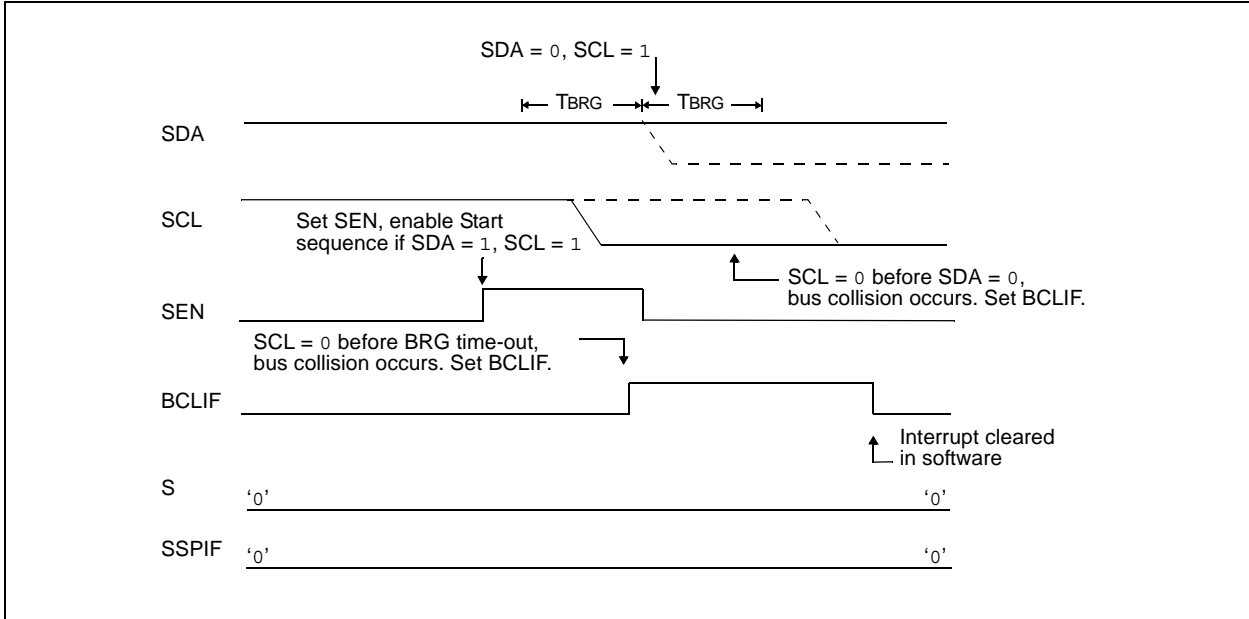 SDA = 0, SCL = 1
TBRG TBRG
SDA
SCL
Set SEN, enable Start
sequence if SDA = 1, SCL = 1
SCL = 0 before SDA = 0,
bus collision occurs. Set BCLIF.
SEN
SCL = 0 before BRG time-out,
bus collision occurs. Set BCLIF.
BCLIF
Interrupt cleared
in software
S ‘0’ ‘0’
SSPIF ‘0’ ‘0’